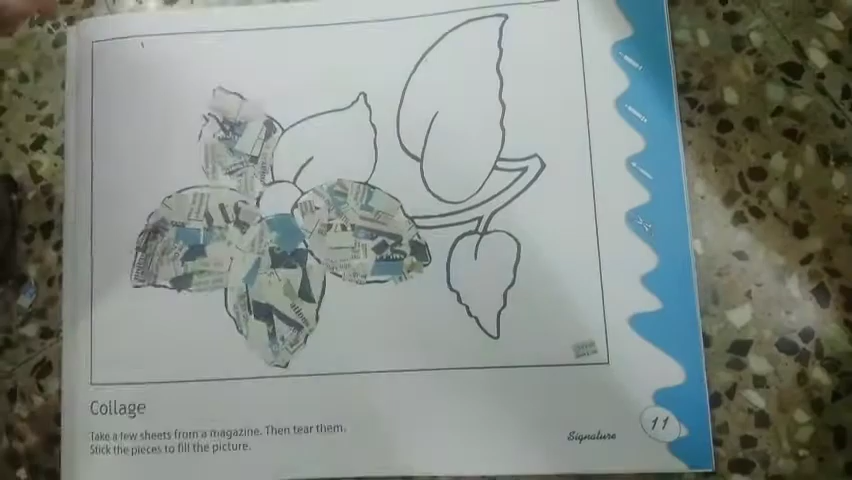 Collage
Take a few sheets from a magazine. Then tear them.
Stick the pieces to fill the picture.
Signature
11